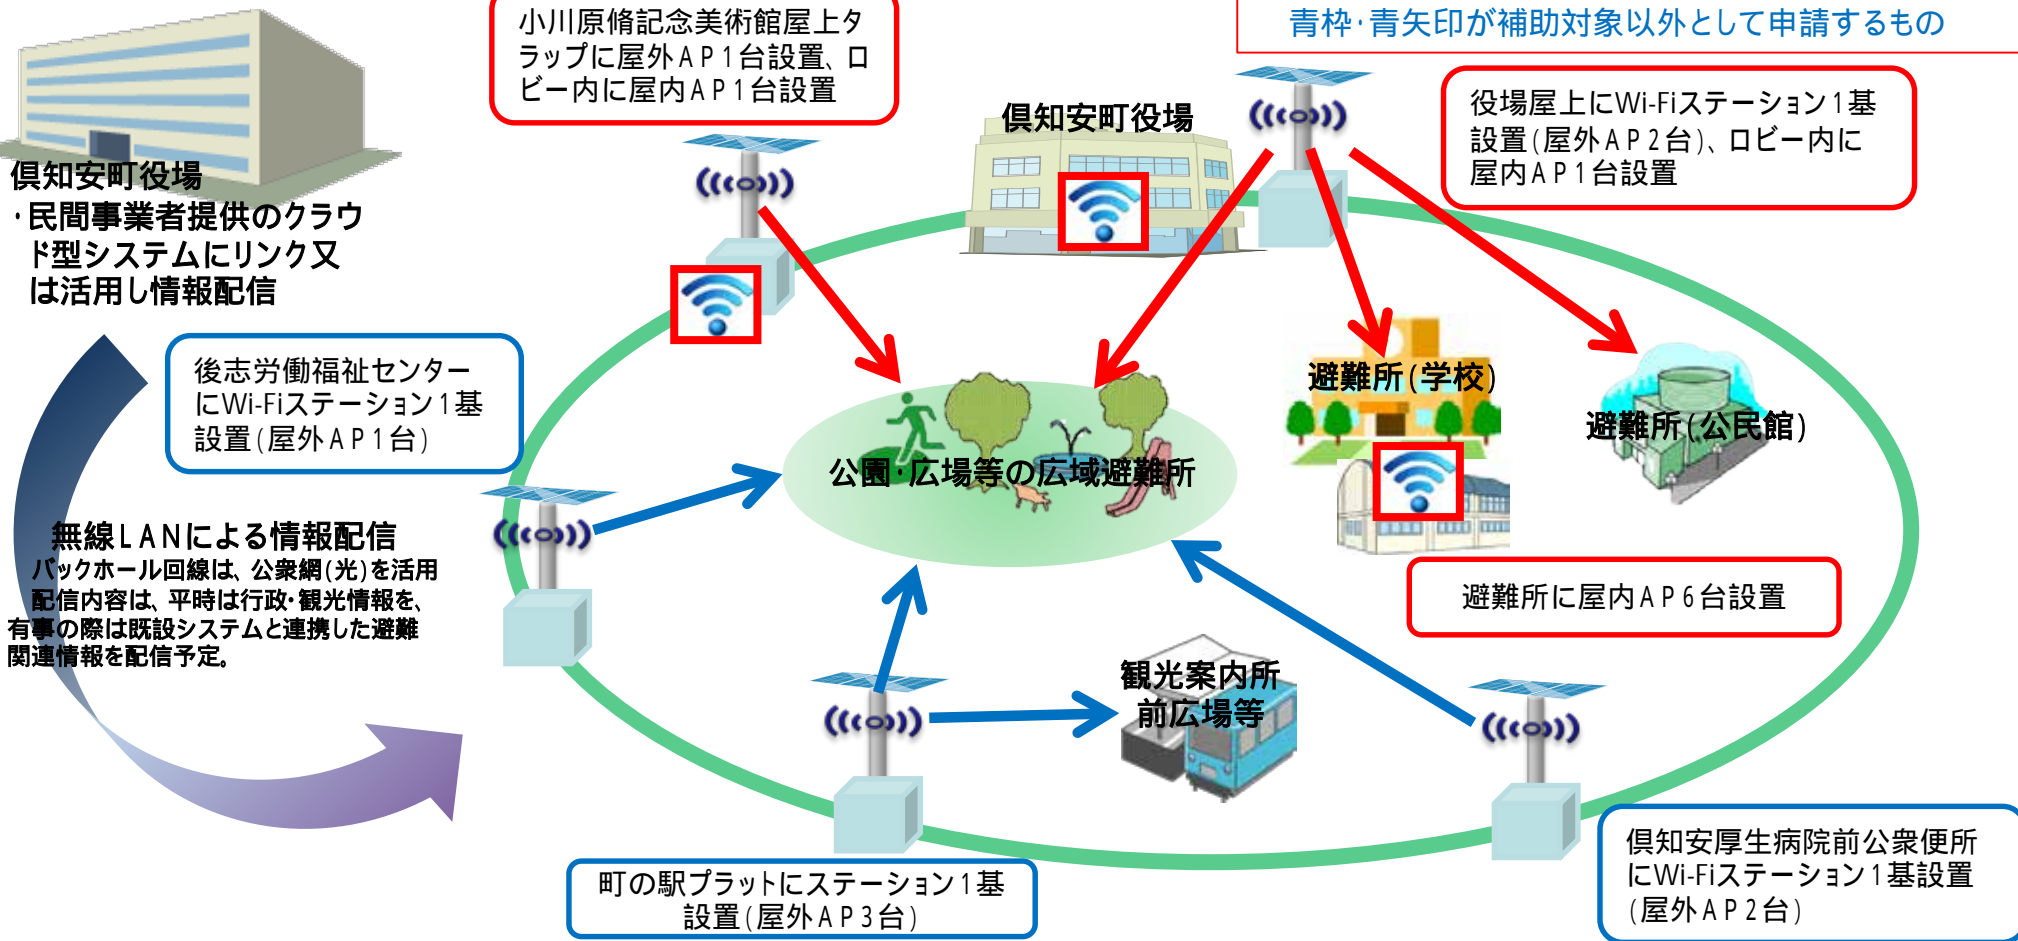 小川原脩記念美術館屋上タ
ラップに屋外AP1台設置、ロ
ビー内に屋内AP1台設置
青枠・青矢印が補助対象以外として申請するもの
役場屋上にWi-Fiステーション1基
設置(屋外AP2台)、ロビー内に
屋内AP1台設置
倶知安町役場
倶知安町役場
・民間事業者提供のクラウ
ド型システムにリンク又
は活用し情報配信
後志労働福祉センター
にWi-Fiステーション1基
設置(屋外AP1台)
避難所(学校)
避難所(公民館)
公園・広場等の広域避難所
無線LANによる情報配信
バックホール回線は、公衆網(光)を活用
配信内容は、平時は行政・観光情報を、
有事の際は既設システムと連携した避難
関連情報を配信予定。
避難所に屋内AP6台設置
観光案内所
前広場等
町の駅プラットにステーション1基
設置(屋外AP3台)
倶知安厚生病院前公衆便所
にWi-Fiステーション1基設置
(屋外AP2台)